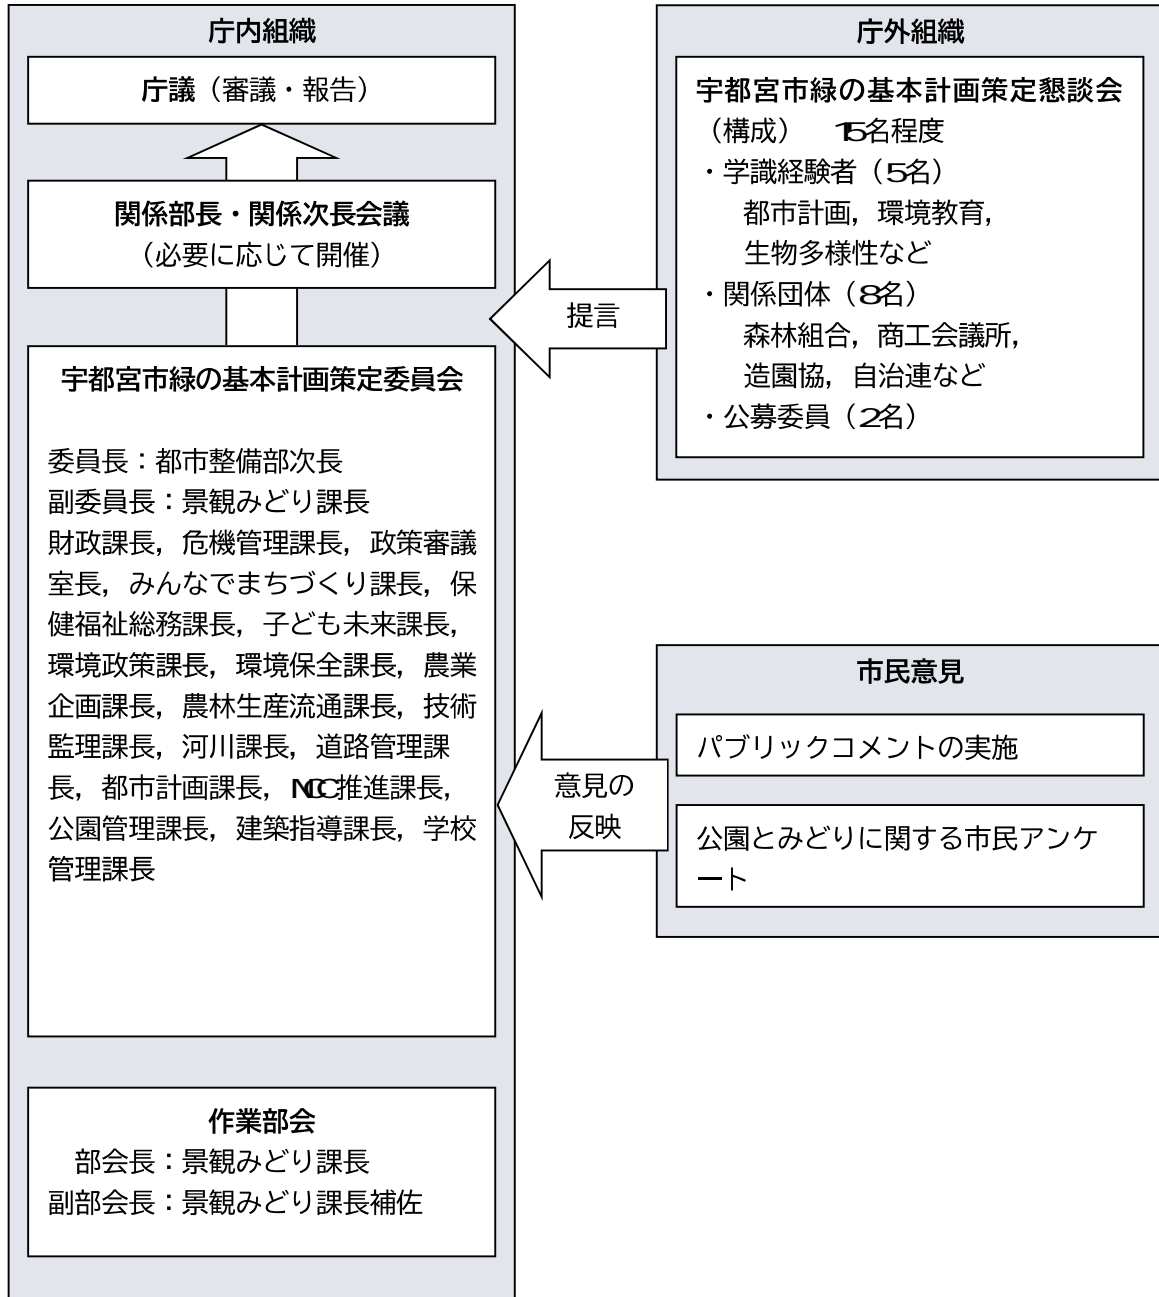 庁内組織
庁議（審議・報告）
関係部長・関係次長会議
（必要に応じて開催）
宇都宮市緑の基本計画策定委員会
委員長：都市整備部次長
副委員長：景観みどり課長
財政課長，危機管理課長，政策審議
室長，みんなでまちづくり課長，保
健福祉総務課長，子ども未来課長，
環境政策課長，環境保全課長，農業
企画課長，農林生産流通課長，技術
監理課長，河川課長，道路管理課
長，都市計画課長，NCC推進課長，
公園管理課長，建築指導課長，学校
管理課長
作業部会
部会長：景観みどり課長
副部会長：景観みどり課長補佐
庁外組織
宇都宮市緑の基本計画策定懇談会
（構成）　15名程度
・学識経験者（5名）
都市計画，環境教育，
生物多様性など
・関係団体（8名）
森林組合，商工会議所，
造園協，自治連など
・公募委員（2名）
提言
市民意見
パブリックコメントの実施
公園とみどりに関する市民アンケ
ート
意見の
反映